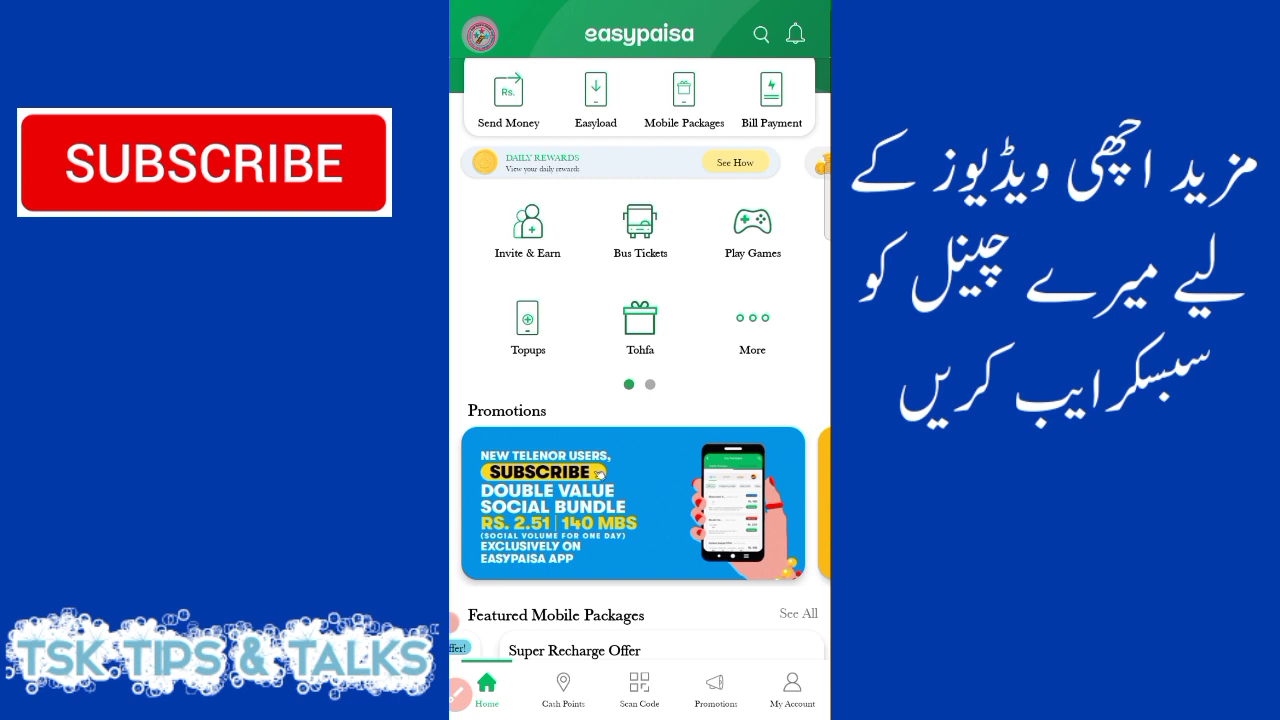 SUBSCRIBE
TSK TIPS & TALKS
easypaisa
Rs.
Send Money
Easyload
Mobile Packages
Bill Payment
DAILY REWARDS
View your daily rewards
See How
Invite & Earn
Bus Tickets
Play Games
Topups
Tohfa
More
Promotions
NEW TELENOR USERS,
SUBSCRIBE
DOUBLE VALUE
SOCIAL BUNDLE
RS. 2.51 | 140 MBS
(SOCIAL VOLUME FOR ONE DAY)
EXCLUSIVELY ON
EASYPAISA APP
Featured Mobile Packages
See All
ffer!
Super Recharge Offer
Home
Cash Points
Scan Code
Promotions
My Account
مزید اچھی ویڈیوز کے
لیے میرے چینل کو
سبسکرایب کریں